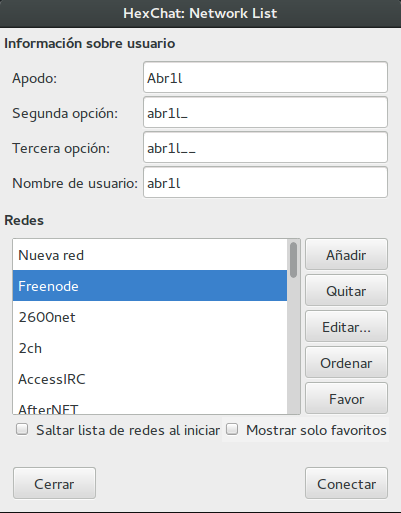 HexChat: Network List
Información sobre usuario
Apodo: Abr1l
Segunda opción: abr1l_
Tercera opción: abr1l__
Nombre de usuario: abr1l
Redes
Nueva red
Añadir
Freenode
Quitar
2600net
Editar...
2ch
Ordenar
AccessIRC
Favor
AfterNET
Saltar lista de redes al iniciar
Mostrar solo favoritos
Cerrar
Conectar